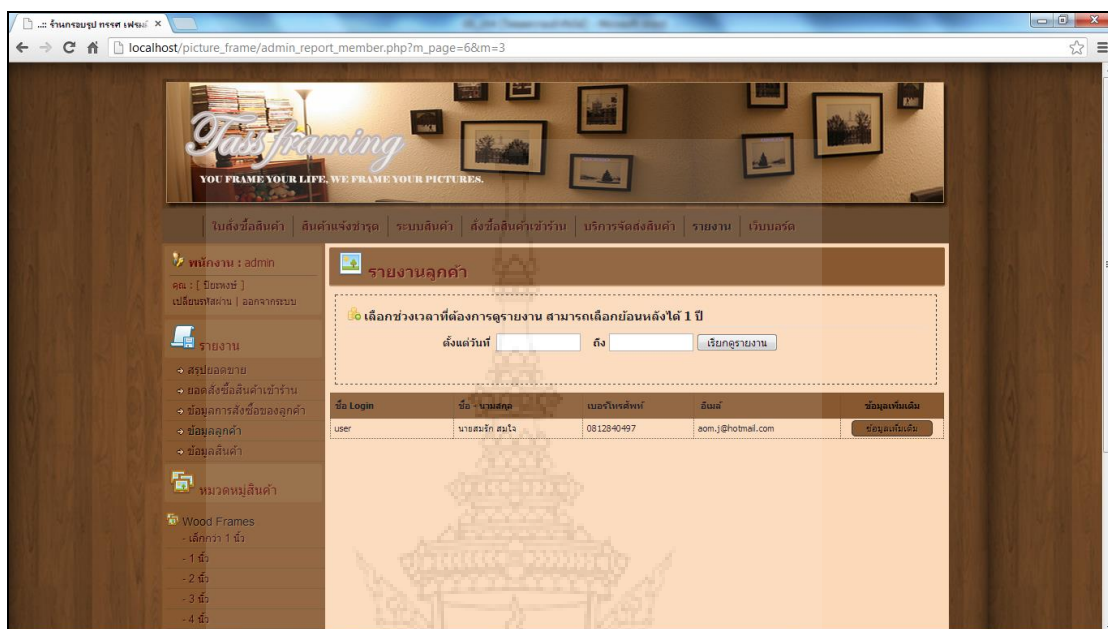 ..:: ร้านกรอบรูป ทรรศ เฟรม
localhost/picture_frame/admin_report_member.php?m_page=6&m=3
Tass framing
YOU FRAME YOUR LIFE, WE FRAME YOUR PICTURES.
ใบสั่งซื้อสินค้า สินค้าแจ้งชำรุด ระบบสินค้า สั่งซื้อสินค้าเข้าร้าน บริการจัดส่งสินค้า รายงาน เว็บบอร์ด
พนักงาน : admin
คุณ : [ ปิยะพงษ์ ]
เปลี่ยนรหัสผ่าน | ออกจากระบบ
รายงาน
สรุปยอดขาย
ยอดสั่งซื้อสินค้าเข้าร้าน
ข้อมูลการสั่งซื้อของลูกค้า
ข้อมูลลูกค้า
ข้อมูลสินค้า
หมวดหมู่สินค้า
Wood Frames
- เล็กกว่า 1 นิ้ว
- 1 นิ้ว
- 2 นิ้ว
- 3 นิ้ว
- 4 นิ้ว
รายงานลูกค้า
เลือกช่วงเวลาที่ต้องการดูรายงาน สามารถเลือกย้อนหลังได้ 1 ปี
ตั้งแต่วันที่ ถึง เรียกดูรายงาน
ชื่อ Login ชื่อ - นามสกุล เบอร์โทรศัพท์ อีเมล์ ข้อมูลเพิ่มเติม
user นายสมรัก สมใจ 0812840497 aom.j@hotmail.com ข้อมูลเพิ่มเติม